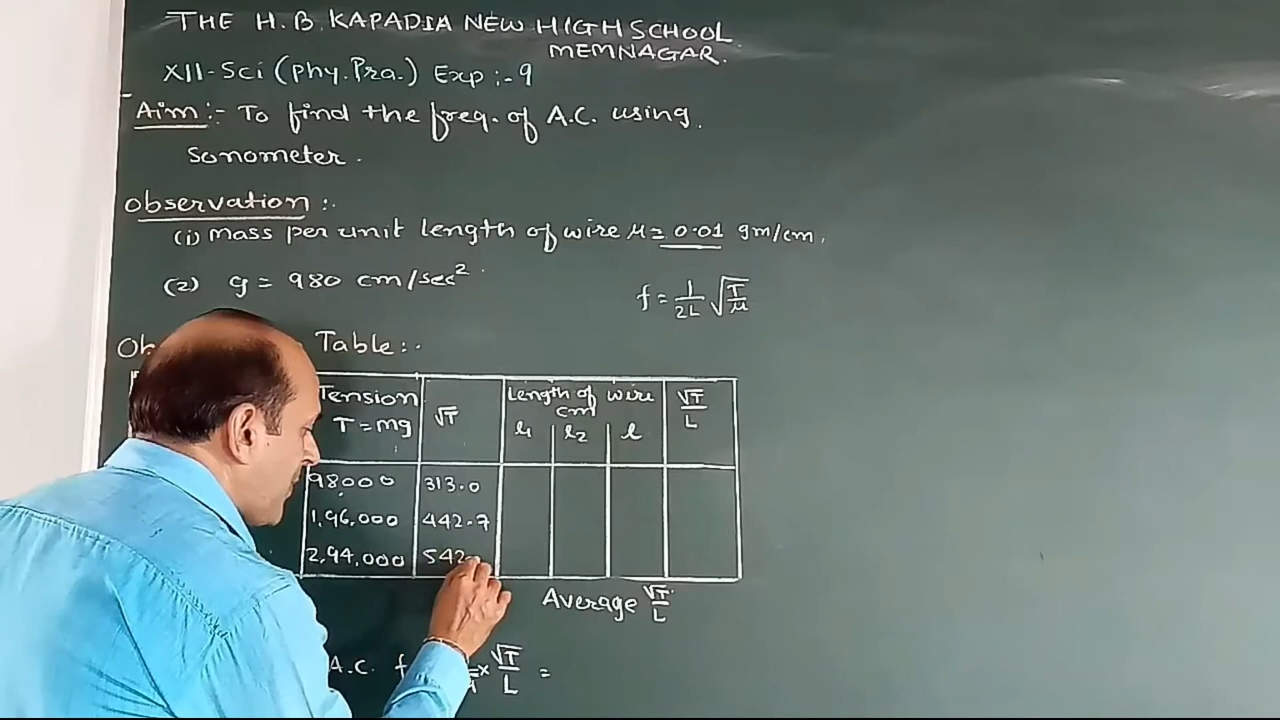 THE H.B. KAPADIA NEW HIGH SCHOOL
MEMNAGAR.
XII-Sci (Phy. Pra.) Exp :- 9
Aim :- To find the freq. of A.C. using
Sonometer.
Observation :-
(i) Mass per unit length of wire μ = 0.01 gm/cm.
(2) g = 980 cm/sec²
f = 1/2L √T/μ
Table :-
Tension T = mg √T Length of wire cm l₁ l₂ l √T/L
98,000 313.0
1,96,000 442.7
2,94,000 542.
Average √T/L
A.C. f × √T/L =